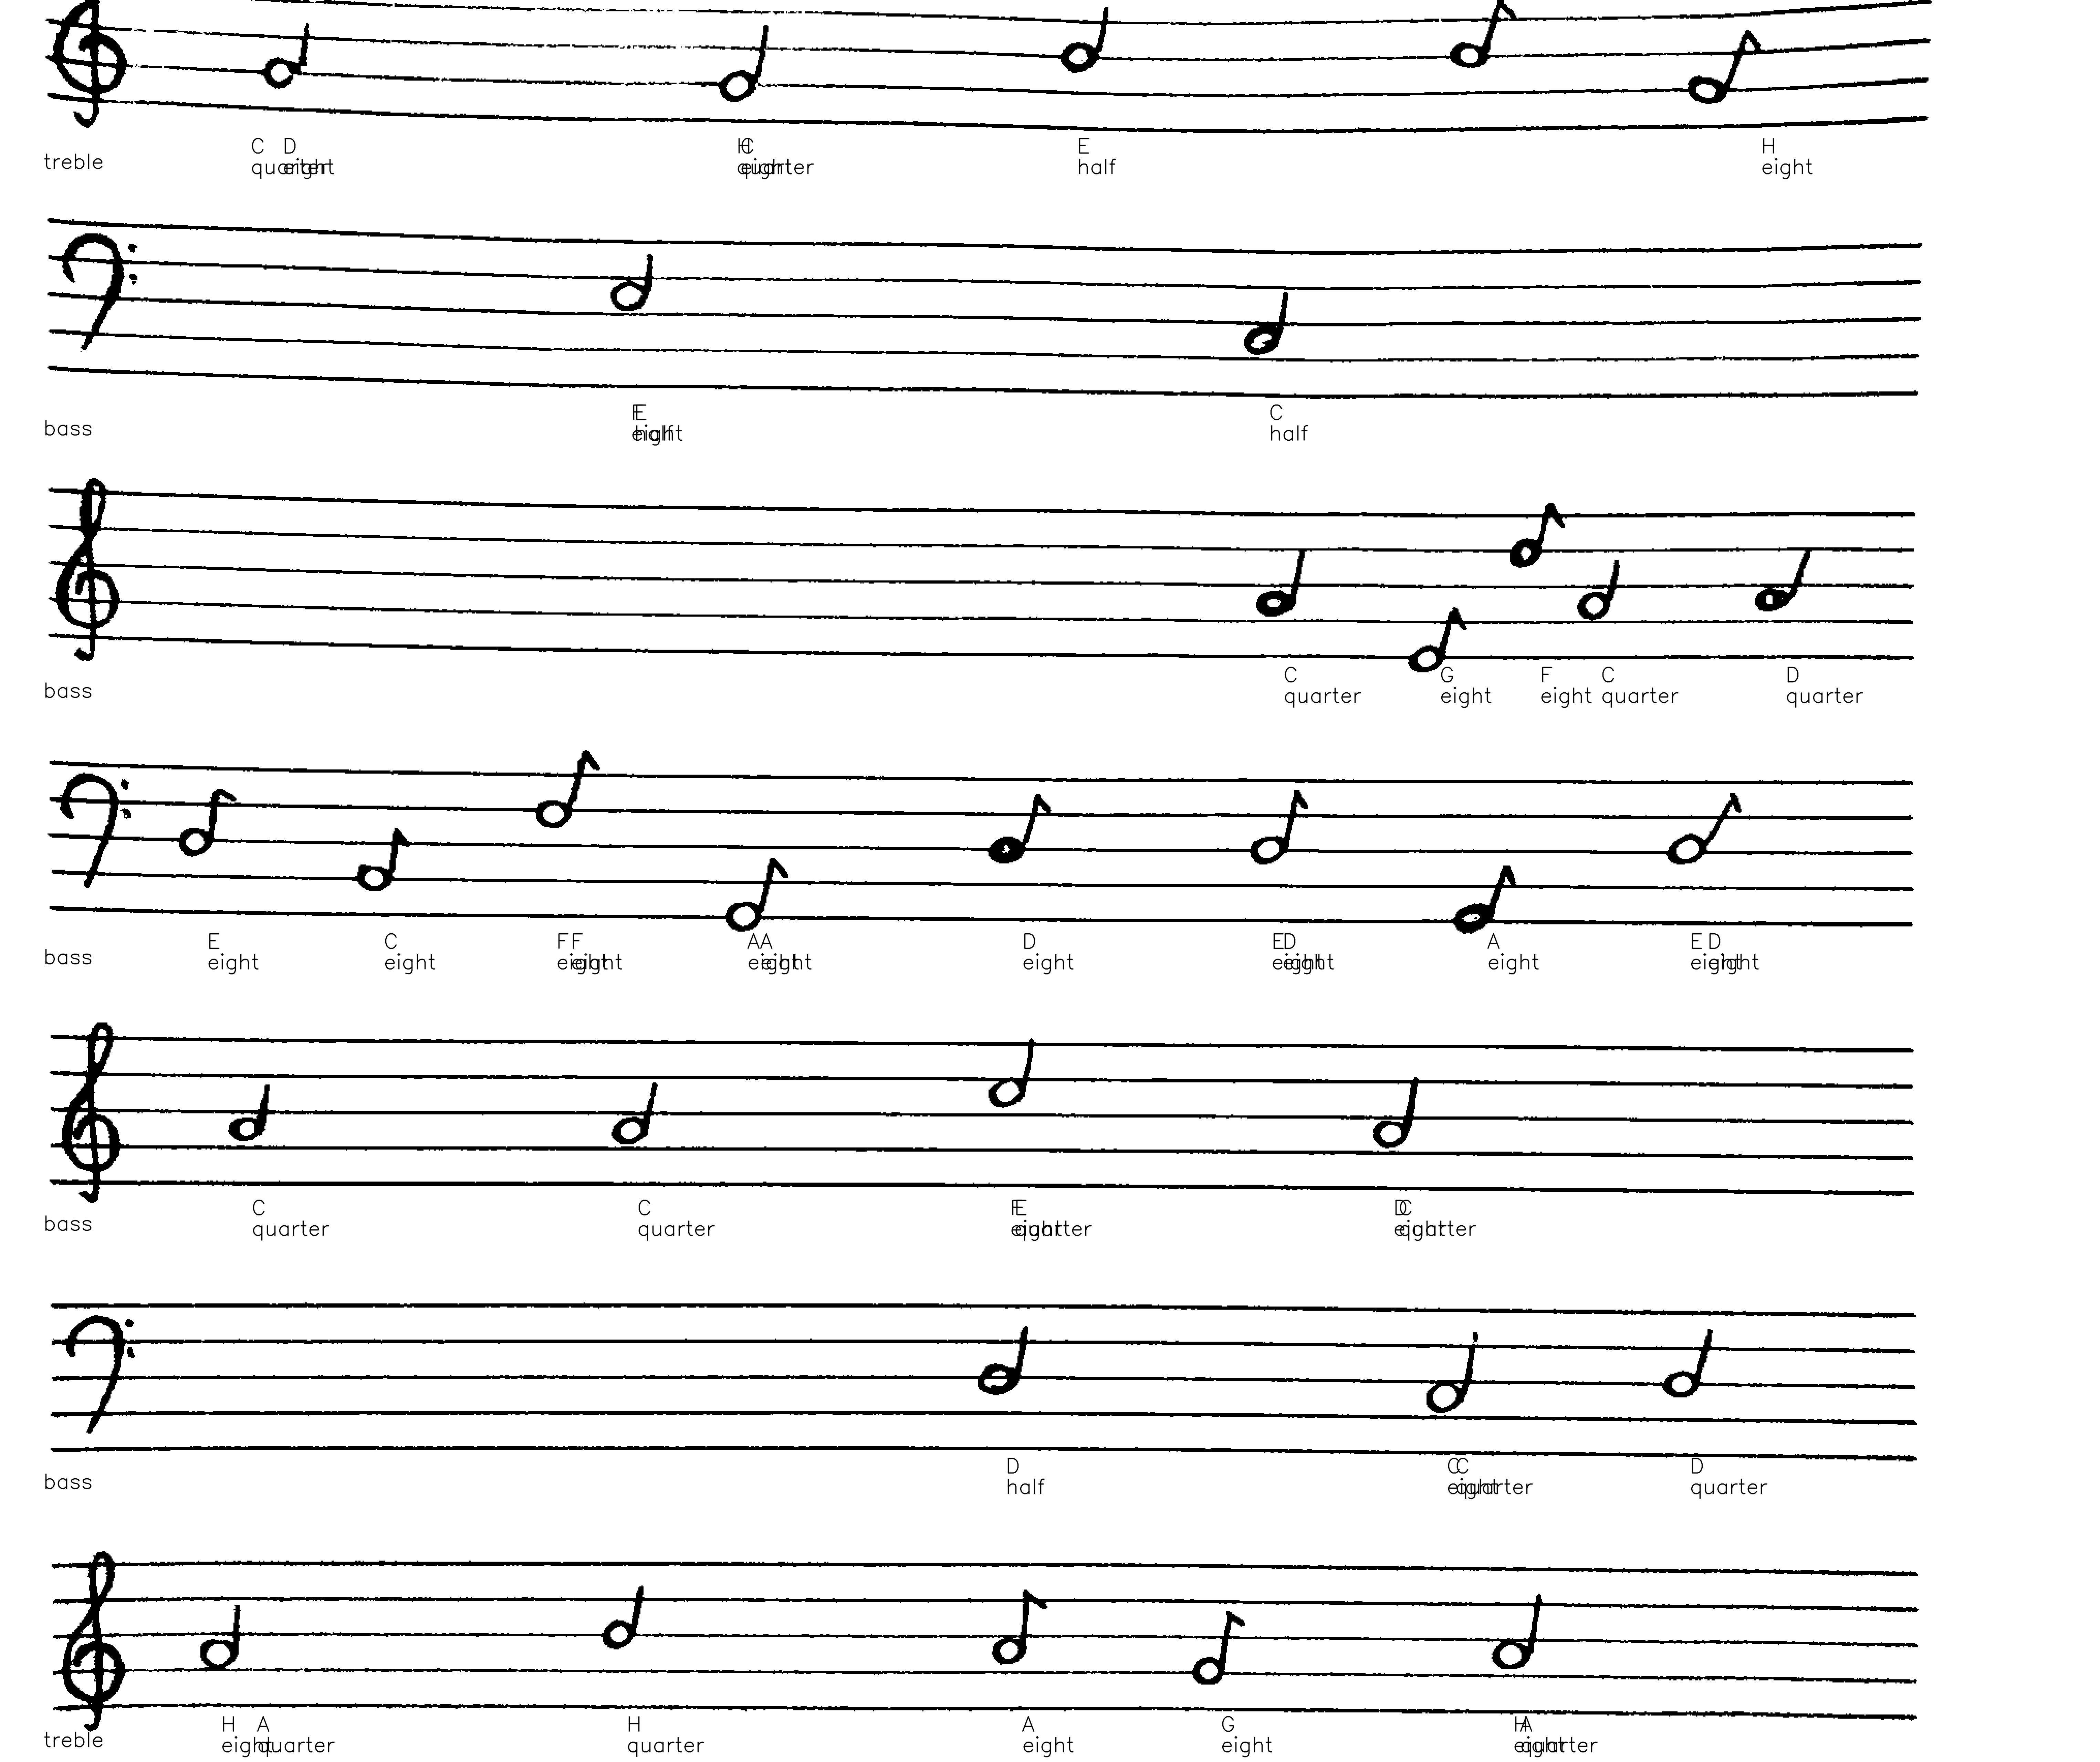 C D H C E H
treble quarter eight eight quarter half eight
F E C
bass eight half half
C G F C D
bass quarter eight eight quarter quarter
E C F F A A D E D A E D
bass eight eight eight eight eight eight eight eight eight eight eight eight
C C F E D C
bass quarter quarter eight quarter eight quarter
D C C D
bass half eight quarter quarter
H A H A G H A
treble eight quarter quarter eight eight eight quarter